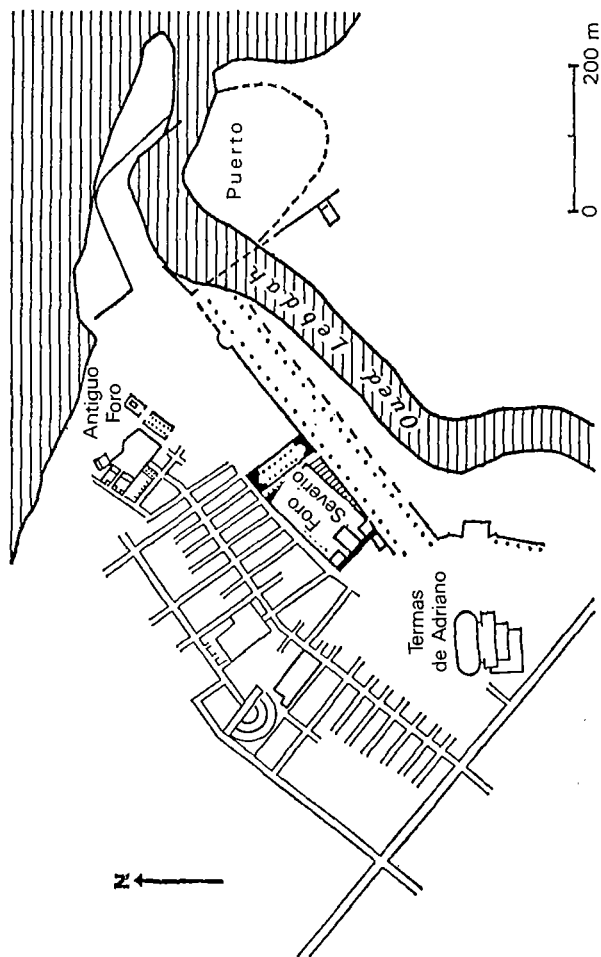 Puerto
Antiguo
Foro
Oued Lebdah
Foro
Severio
Termas
de Adriano
N
0 200 m